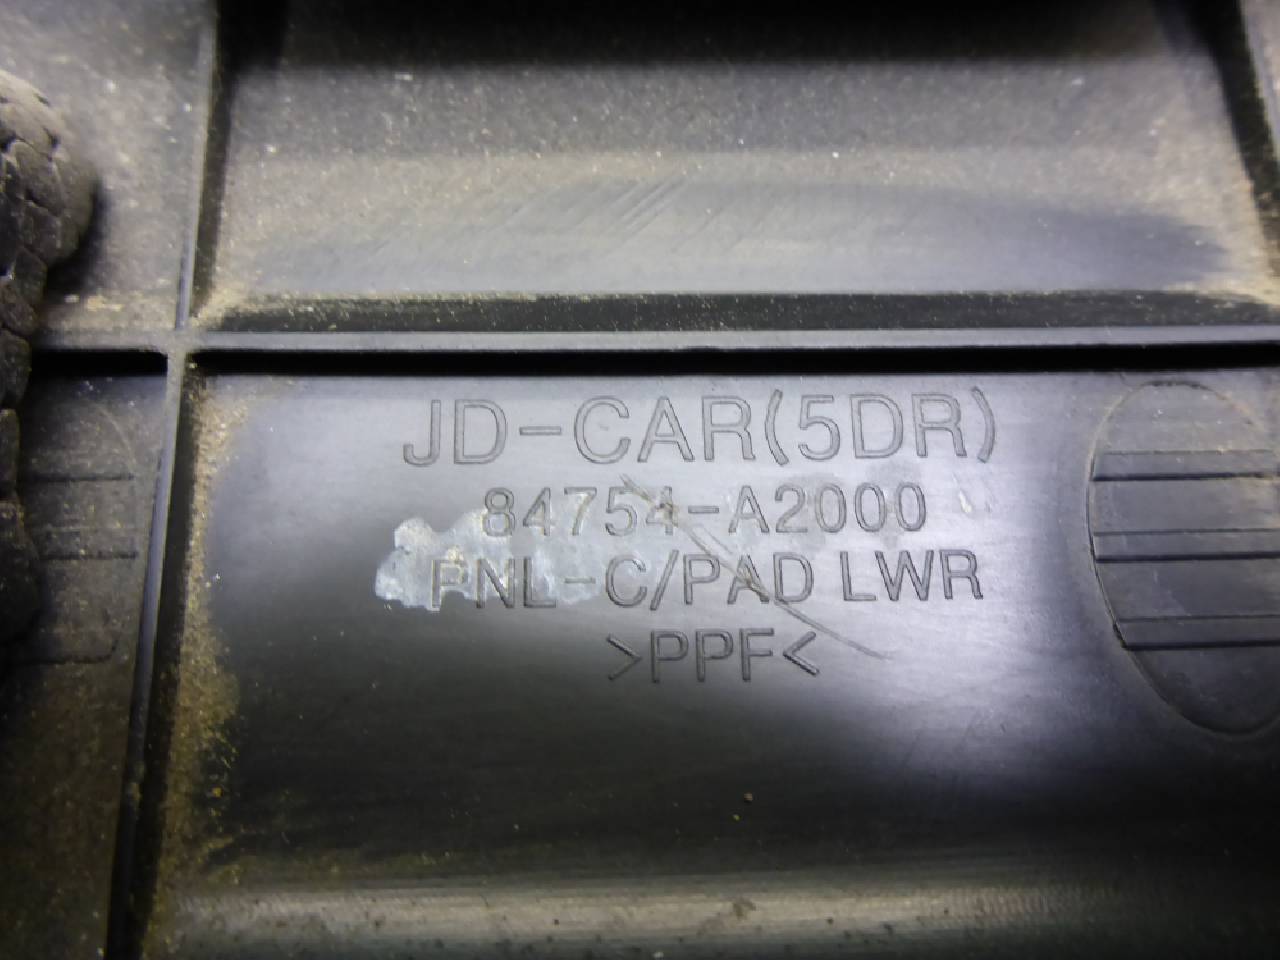 JD-CAR(5DR)
84754-A2000
PNL-C/PAD LWR
>PPF<